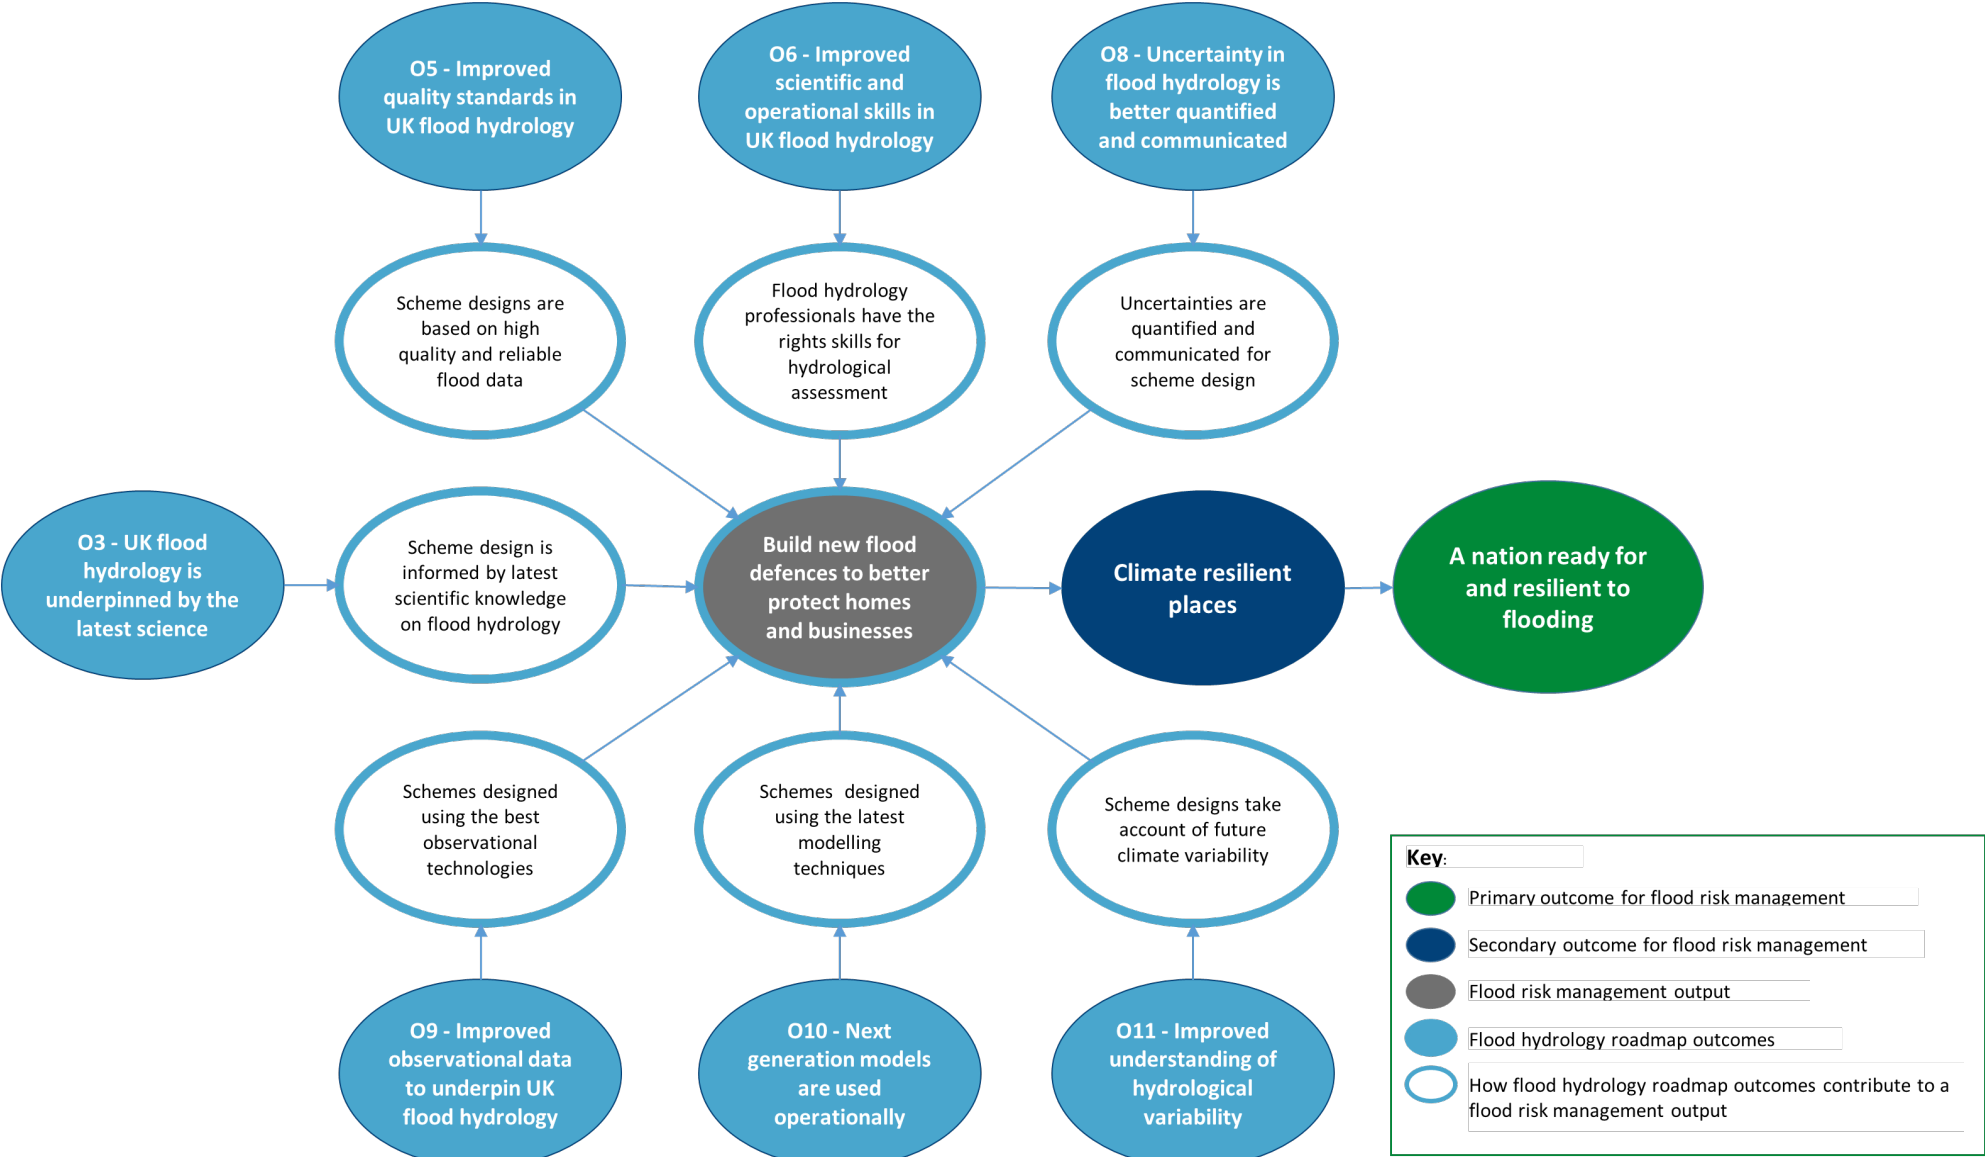 O5 - Improved
quality standards in
UK flood hydrology
O6 - Improved
scientific and
operational skills in
UK flood hydrology
O8 - Uncertainty in
flood hydrology is
better quantified
and communicated
Scheme designs are
based on high
quality and reliable
flood data
Flood hydrology
professionals have the
rights skills for
hydrological
assessment
Uncertainties are
quantified and
communicated for
scheme design
O3 - UK flood
hydrology is
underpinned by the
latest science
Scheme design is
informed by latest
scientific knowledge
on flood hydrology
Build new flood
defences to better
protect homes
and businesses
Climate resilient
places
A nation ready for
and resilient to
flooding
Schemes designed
using the best
observational
technologies
Schemes designed
using the latest
modelling
techniques
Scheme designs take
account of future
climate variability
O9 - Improved
observational data
to underpin UK
flood hydrology
O10 - Next
generation models
are used
operationally
O11 - Improved
understanding of
hydrological
variability
Key:
Primary outcome for flood risk management
Secondary outcome for flood risk management
Flood risk management output
Flood hydrology roadmap outcomes
How flood hydrology roadmap outcomes contribute to a
flood risk management output